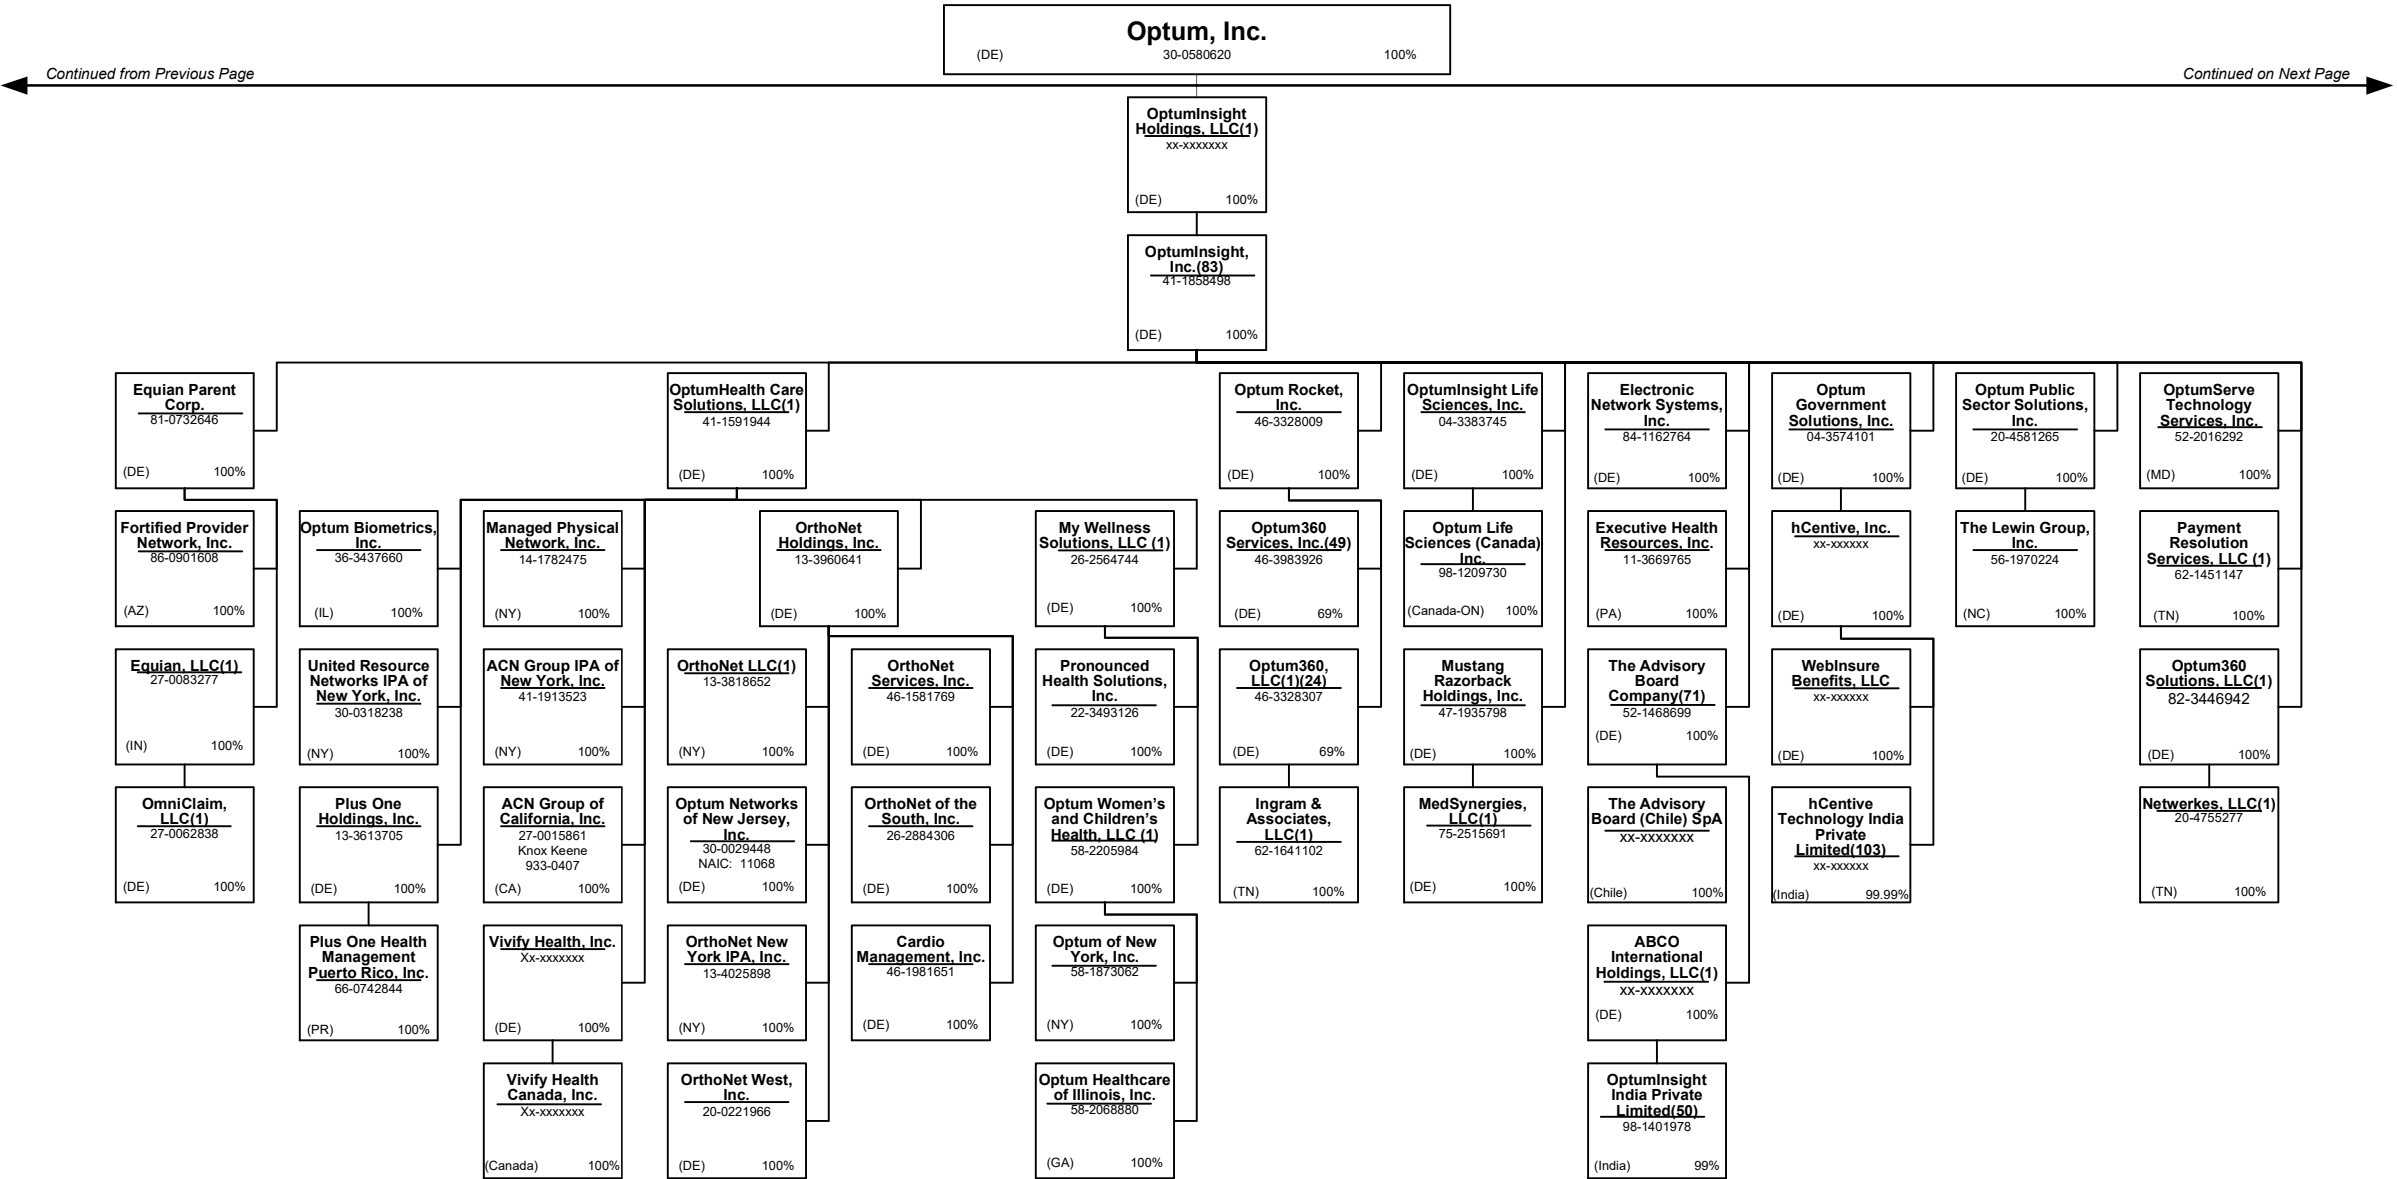 Optum, Inc.
(DE) 30-0580620 100%
Continued from Previous Page
Continued on Next Page
OptumInsight
Holdings, LLC(1)
xx-xxxxxxx
(DE) 100%
OptumInsight,
Inc.(83)
41-1858498
(DE) 100%
Equian Parent
Corp.
81-0732646
(DE) 100%
OptumHealth Care
Solutions, LLC(1)
41-1591944
(DE) 100%
Optum Rocket,
Inc.
46-3328009
(DE) 100%
OptumInsight Life
Sciences, Inc.
04-3383745
(DE) 100%
Electronic
Network Systems,
Inc.
84-1162764
(DE) 100%
Optum
Government
Solutions, Inc.
04-3574101
(DE) 100%
Optum Public
Sector Solutions,
Inc.
20-4581265
(DE) 100%
OptumServe
Technology
Services, Inc.
52-2016292
(MD) 100%
Fortified Provider
Network, Inc.
86-0901608
(AZ) 100%
Optum Biometrics,
Inc.
36-3437660
(IL) 100%
Managed Physical
Network, Inc.
14-1782475
(NY) 100%
OrthoNet
Holdings, Inc.
13-3960641
(DE) 100%
My Wellness
Solutions, LLC (1)
26-2564744
(DE) 100%
Optum360
Services, Inc.(49)
46-3983926
(DE) 69%
Optum Life
Sciences (Canada)
Inc.
98-1209730
(Canada-ON) 100%
Executive Health
Resources, Inc.
11-3669765
(PA) 100%
hCentive, Inc.
xx-xxxxxx
(DE) 100%
The Lewin Group,
Inc.
56-1970224
(NC) 100%
Payment
Resolution
Services, LLC (1)
62-1451147
(TN) 100%
Equian, LLC(1)
27-0083277
(IN) 100%
United Resource
Networks IPA of
New York, Inc.
30-0318238
(NY) 100%
ACN Group IPA of
New York, Inc.
41-1913523
(NY) 100%
OrthoNet LLC(1)
13-3818652
(NY) 100%
OrthoNet
Services, Inc.
46-1581769
(DE) 100%
Pronounced
Health Solutions,
Inc.
22-3493126
(DE) 100%
Optum360,
LLC(1)(24)
46-3328307
(DE) 69%
Mustang
Razorback
Holdings, Inc.
47-1935798
(DE) 100%
The Advisory
Board
Company(71)
52-1468699
(DE) 100%
WebInsure
Benefits, LLC
xx-xxxxxx
(DE) 100%
Optum360
Solutions, LLC(1)
82-3446942
(DE) 100%
OmniClaim,
LLC(1)
27-0062838
(DE) 100%
Plus One
Holdings, Inc.
13-3613705
(DE) 100%
ACN Group of
California, Inc.
27-0015861
Knox Keene
933-0407
(CA) 100%
Optum Networks
of New Jersey,
Inc.
30-0029448
NAIC: 11068
(DE) 100%
OrthoNet of the
South, Inc.
26-2884306
(DE) 100%
Optum Women’s
and Children’s
Health, LLC (1)
58-2205984
(DE) 100%
Ingram &
Associates,
LLC(1)
62-1641102
(TN) 100%
MedSynergies,
LLC(1)
75-2515691
(DE) 100%
The Advisory
Board (Chile) SpA
xx-xxxxxxx
(Chile) 100%
hCentive
Technology India
Private
Limited(103)
xx-xxxxxx
(India) 99.99%
Netwerkes, LLC(1)
20-4755277
(TN) 100%
Plus One Health
Management
Puerto Rico, Inc.
66-0742844
(PR) 100%
Vivify Health, Inc.
Xx-xxxxxxx
(DE) 100%
OrthoNet New
York IPA, Inc.
13-4025898
(NY) 100%
Cardio
Management, Inc.
46-1981651
(DE) 100%
Optum of New
York, Inc.
58-1873062
(NY) 100%
ABCO
International
Holdings, LLC(1)
xx-xxxxxxx
(DE) 100%
Vivify Health
Canada, Inc.
Xx-xxxxxxx
(Canada) 100%
OrthoNet West,
Inc.
20-0221966
(DE) 100%
Optum Healthcare
of Illinois, Inc.
58-2068880
(GA) 100%
OptumInsight
India Private
Limited(50)
98-1401978
(India) 99%